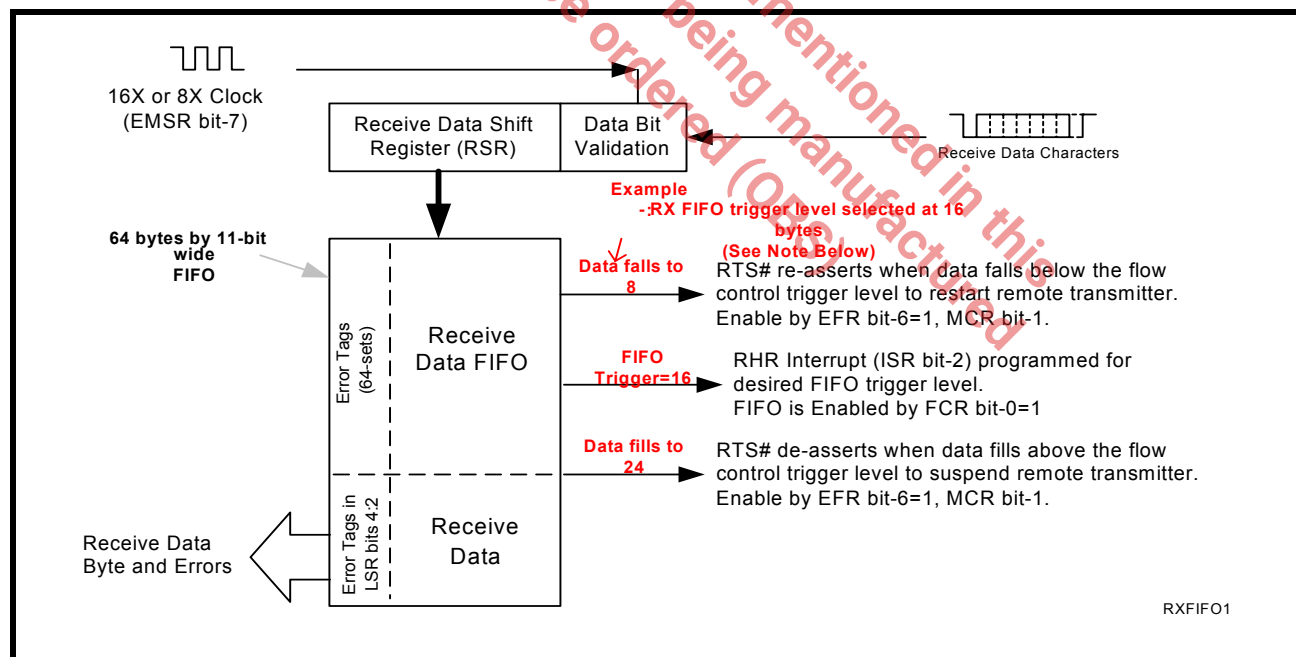 mentioned in this
being manufactured
e ordered (OBS)
16X or 8X Clock
(EMSR bit-7)
Receive Data Shift
Register (RSR)
Data Bit
Validation
Receive Data Characters
Example
-:RX FIFO trigger level selected at 16
bytes
(See Note Below)
64 bytes by 11-bit
wide
FIFO
Data falls to
8
RTS# re-asserts when data falls below the flow
control trigger level to restart remote transmitter.
Enable by EFR bit-6=1, MCR bit-1.
Error Tags
(64-sets)
Receive
Data FIFO
FIFO
Trigger=16
RHR Interrupt (ISR bit-2) programmed for
desired FIFO trigger level.
FIFO is Enabled by FCR bit-0=1
Data fills to
24
RTS# de-asserts when data fills above the flow
control trigger level to suspend remote transmitter.
Enable by EFR bit-6=1, MCR bit-1.
Error Tags in
LSR bits 4:2
Receive
Data
Receive Data
Byte and Errors
RXFIFO1